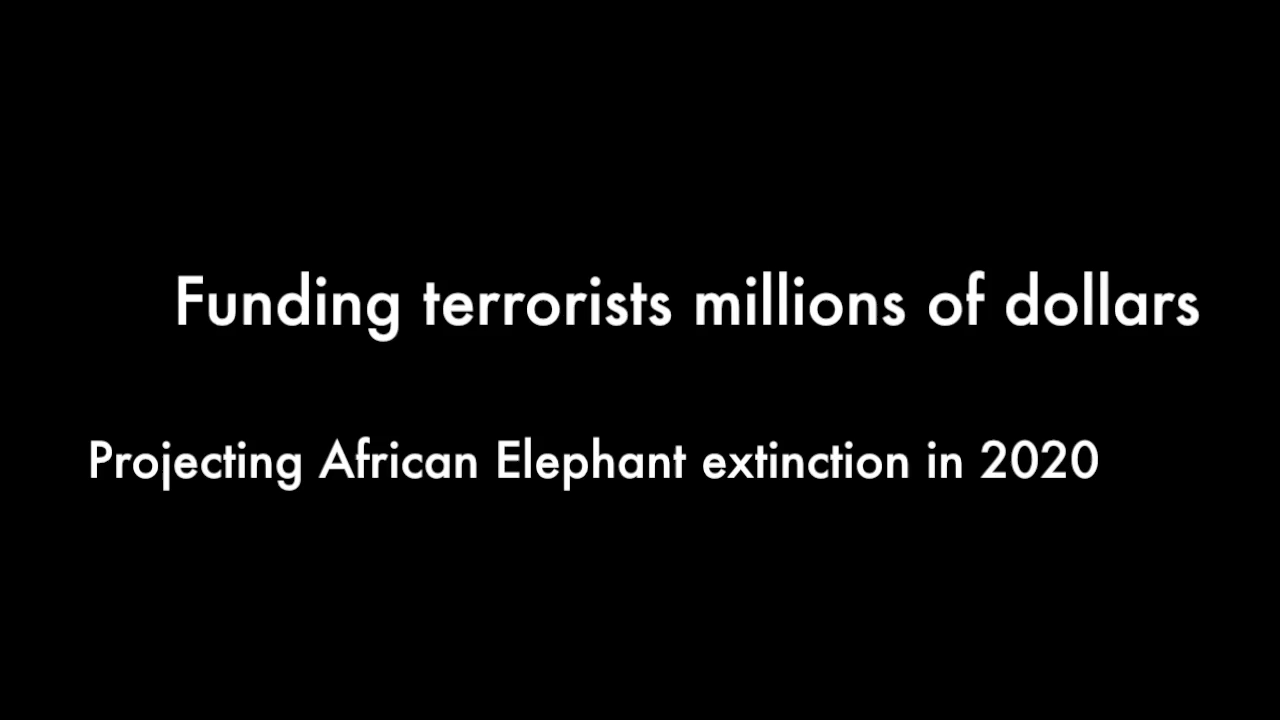 Funding terrorists millions of dollars
Projecting African Elephant extinction in 2020